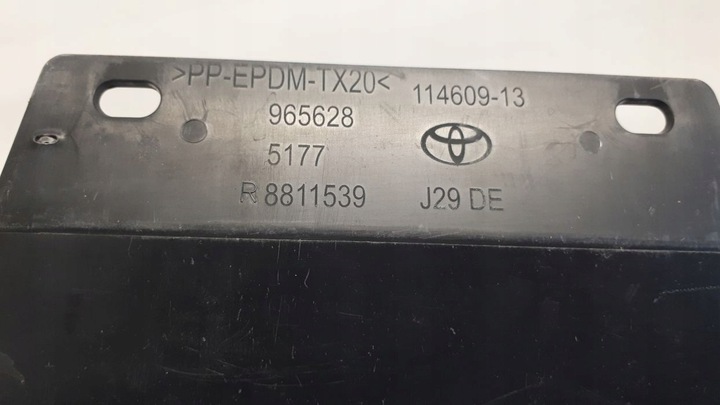 >PP-EPDM-TX20<
114609-13
965628
5177
R 8811539
J29 DE